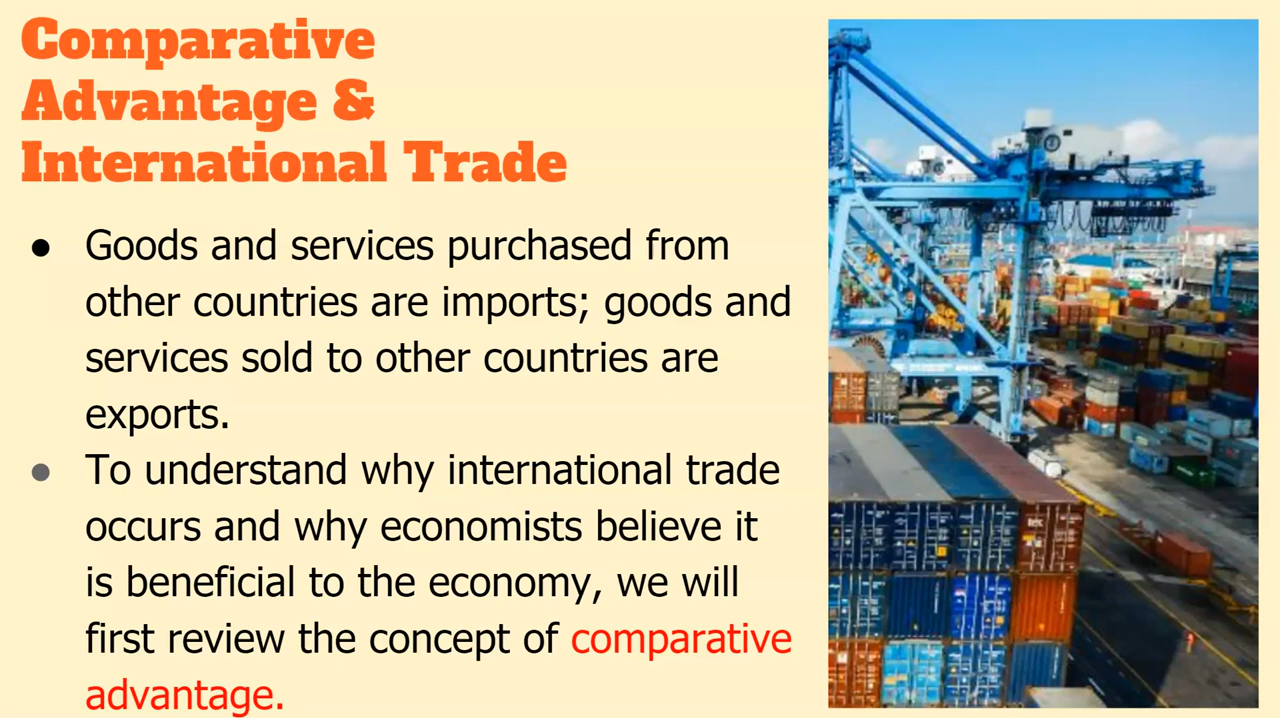 Comparative
Advantage &
International Trade
● Goods and services purchased from
other countries are imports; goods and
services sold to other countries are
exports.
● To understand why international trade
occurs and why economists believe it
is beneficial to the economy, we will
first review the concept of comparative
advantage.